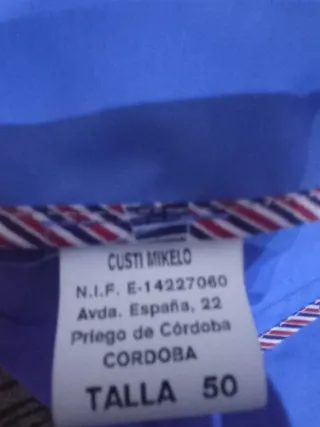 CUSTI MIKELO
N.I.F. E-14227060
Avda. España, 22
Priego de Córdoba
CORDOBA
TALLA 50